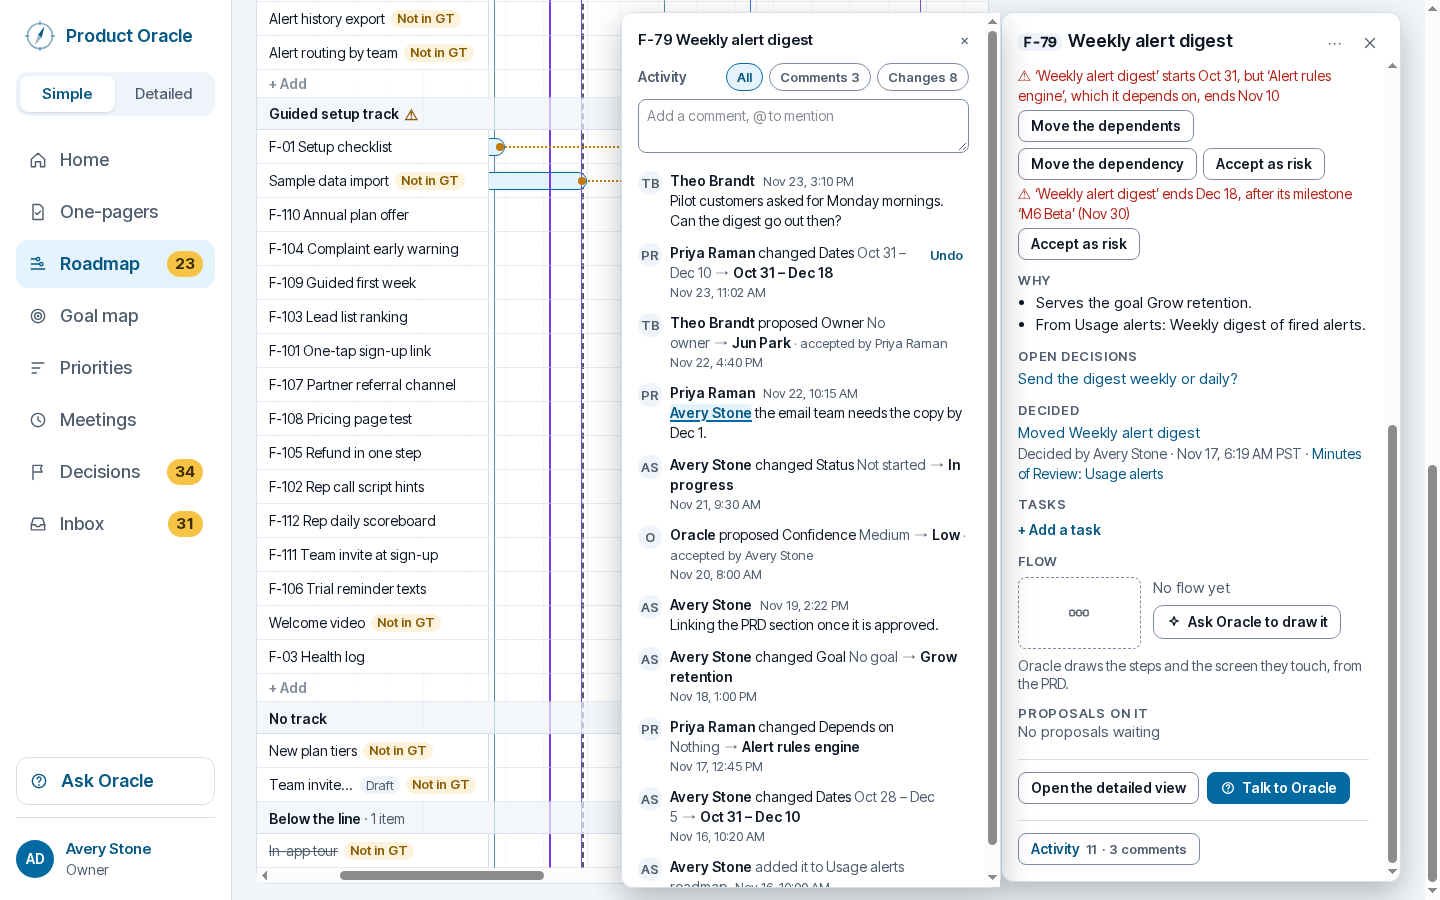 Product Oracle
Simple
Detailed
Home
One-pagers
Roadmap 23
Goal map
Priorities
Meetings
Decisions 34
Inbox 31
Ask Oracle
AD
Avery Stone
Owner
Alert history export Not in GT
Alert routing by team Not in GT
+ Add
Guided setup track ⚠
F-01 Setup checklist
Sample data import Not in GT
F-110 Annual plan offer
F-104 Complaint early warning
F-109 Guided first week
F-103 Lead list ranking
F-101 One-tap sign-up link
F-107 Partner referral channel
F-108 Pricing page test
F-105 Refund in one step
F-102 Rep call script hints
F-112 Rep daily scoreboard
F-111 Team invite at sign-up
F-106 Trial reminder texts
Welcome video Not in GT
F-03 Health log
+ Add
No track
New plan tiers Not in GT
Team invite… Draft Not in GT
Below the line · 1 item
In-app tour Not in GT
F-79 Weekly alert digest ×
Activity All Comments 3 Changes 8
Add a comment, @ to mention
TB Theo Brandt Nov 23, 3:10 PM
Pilot customers asked for Monday mornings.
Can the digest go out then?
PR Priya Raman changed Dates Oct 31 – Undo
Dec 10 → Oct 31 – Dec 18
Nov 23, 11:02 AM
TB Theo Brandt proposed Owner No
owner → Jun Park · accepted by Priya Raman
Nov 22, 4:40 PM
PR Priya Raman Nov 22, 10:15 AM
Avery Stone the email team needs the copy by
Dec 1.
AS Avery Stone changed Status Not started → In
progress
Nov 21, 9:30 AM
O Oracle proposed Confidence Medium → Low ·
accepted by Avery Stone
Nov 20, 8:00 AM
AS Avery Stone Nov 19, 2:22 PM
Linking the PRD section once it is approved.
AS Avery Stone changed Goal No goal → Grow
retention
Nov 18, 1:00 PM
PR Priya Raman changed Depends on
Nothing → Alert rules engine
Nov 17, 12:45 PM
AS Avery Stone changed Dates Oct 28 – Dec
5 → Oct 31 – Dec 10
Nov 16, 10:20 AM
AS Avery Stone added it to Usage alerts
roadmap Nov 16, 10:00 AM
F-79 Weekly alert digest … ×
⚠ ‘Weekly alert digest’ starts Oct 31, but ‘Alert rules
engine’, which it depends on, ends Nov 10
Move the dependents
Move the dependency Accept as risk
⚠ ‘Weekly alert digest’ ends Dec 18, after its milestone
‘M6 Beta’ (Nov 30)
Accept as risk
WHY
• Serves the goal Grow retention.
• From Usage alerts: Weekly digest of fired alerts.
OPEN DECISIONS
Send the digest weekly or daily?
DECIDED
Moved Weekly alert digest
Decided by Avery Stone · Nov 17, 6:19 AM PST · Minutes
of Review: Usage alerts
TASKS
+ Add a task
FLOW
No flow yet
Ask Oracle to draw it
Oracle draws the steps and the screen they touch, from
the PRD.
PROPOSALS ON IT
No proposals waiting
Open the detailed view Talk to Oracle
Activity 11 · 3 comments